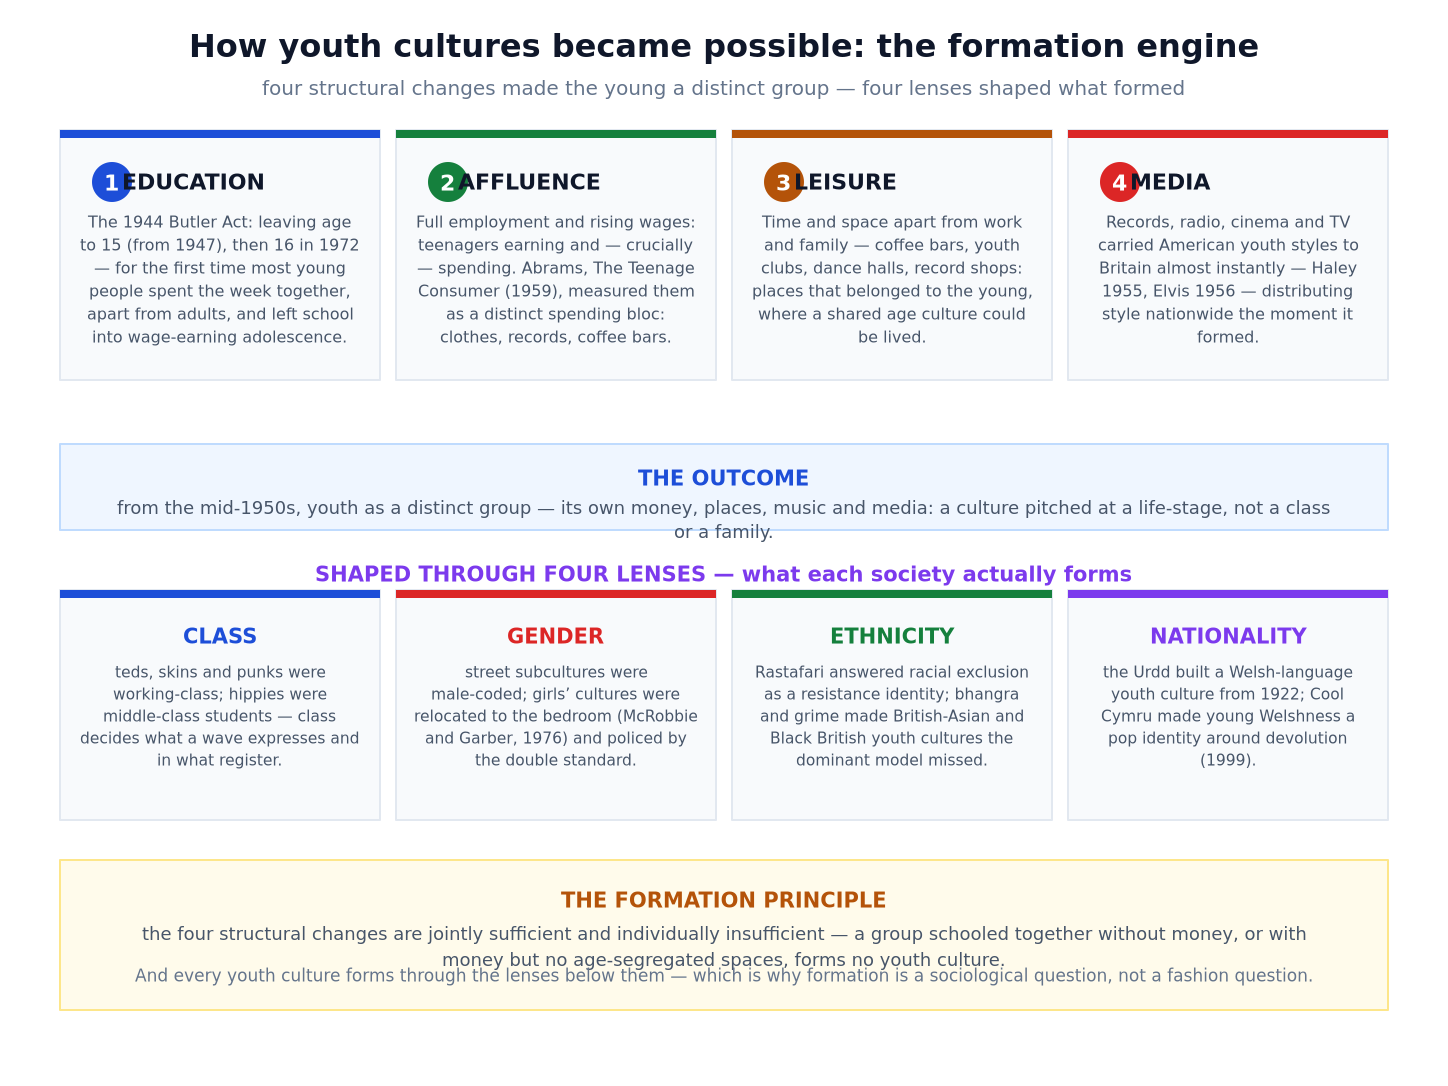 How youth cultures became possible: the formation engine
four structural changes made the young a distinct group — four lenses shaped what formed
1 EDUCATION
The 1944 Butler Act: leaving age
to 15 (from 1947), then 16 in 1972
— for the first time most young
people spent the week together,
apart from adults, and left school
into wage-earning adolescence.
2 AFFLUENCE
Full employment and rising wages:
teenagers earning and — crucially
— spending. Abrams, The Teenage
Consumer (1959), measured them
as a distinct spending bloc:
clothes, records, coffee bars.
3 LEISURE
Time and space apart from work
and family — coffee bars, youth
clubs, dance halls, record shops:
places that belonged to the young,
where a shared age culture could
be lived.
4 MEDIA
Records, radio, cinema and TV
carried American youth styles to
Britain almost instantly — Haley
1955, Elvis 1956 — distributing
style nationwide the moment it
formed.
THE OUTCOME
from the mid-1950s, youth as a distinct group — its own money, places, music and media: a culture pitched at a life-stage, not a class
or a family.
SHAPED THROUGH FOUR LENSES — what each society actually forms
CLASS
teds, skins and punks were
working-class; hippies were
middle-class students — class
decides what a wave expresses and
in what register.
GENDER
street subcultures were
male-coded; girls’ cultures were
relocated to the bedroom (McRobbie
and Garber, 1976) and policed by
the double standard.
ETHNICITY
Rastafari answered racial exclusion
as a resistance identity; bhangra
and grime made British-Asian and
Black British youth cultures the
dominant model missed.
NATIONALITY
the Urdd built a Welsh-language
youth culture from 1922; Cool
Cymru made young Welshness a
pop identity around devolution
(1999).
THE FORMATION PRINCIPLE
the four structural changes are jointly sufficient and individually insufficient — a group schooled together without money, or with
money but no age-segregated spaces, forms no youth culture.
And every youth culture forms through the lenses below them — which is why formation is a sociological question, not a fashion question.